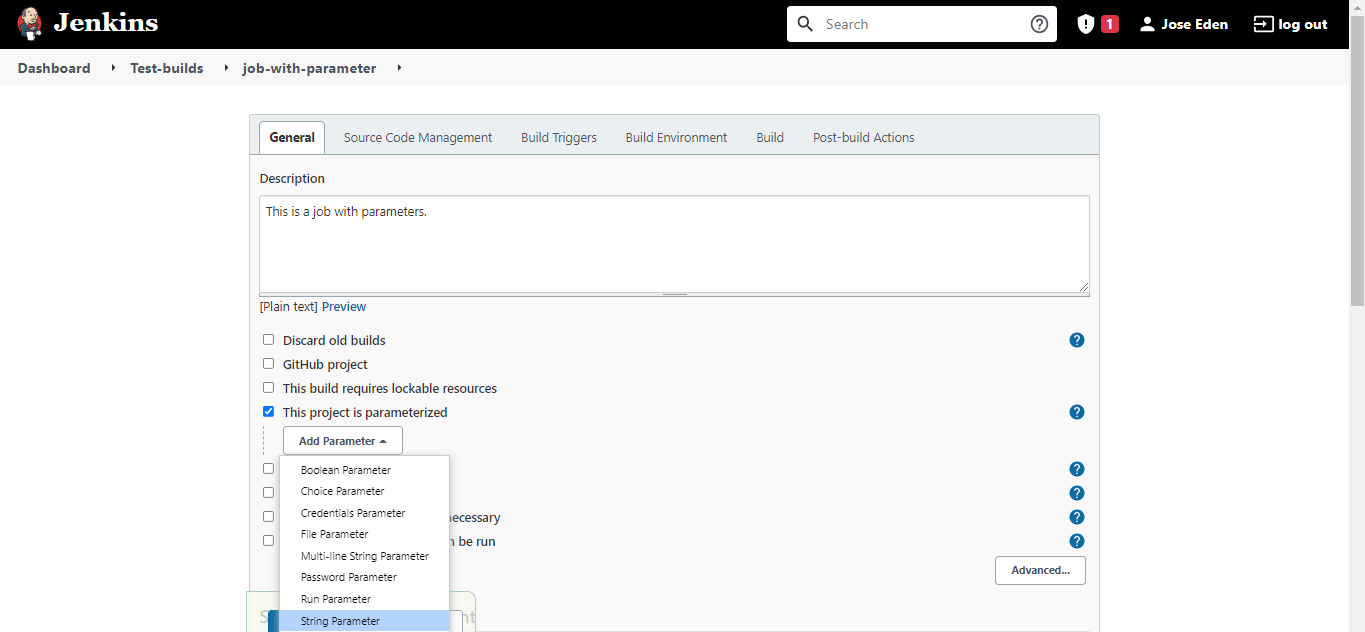 Jenkins
Search
1
Jose Eden
log out
Dashboard Test-builds job-with-parameter
General Source Code Management Build Triggers Build Environment Build Post-build Actions
Description
This is a job with parameters.
[Plain text] Preview
Discard old builds
GitHub project
This build requires lockable resources
This project is parameterized
Add Parameter
Boolean Parameter
Choice Parameter
Credentials Parameter
necessary
File Parameter
be run
Multi-line String Parameter
Advanced...
Password Parameter
Run Parameter
String Parameter